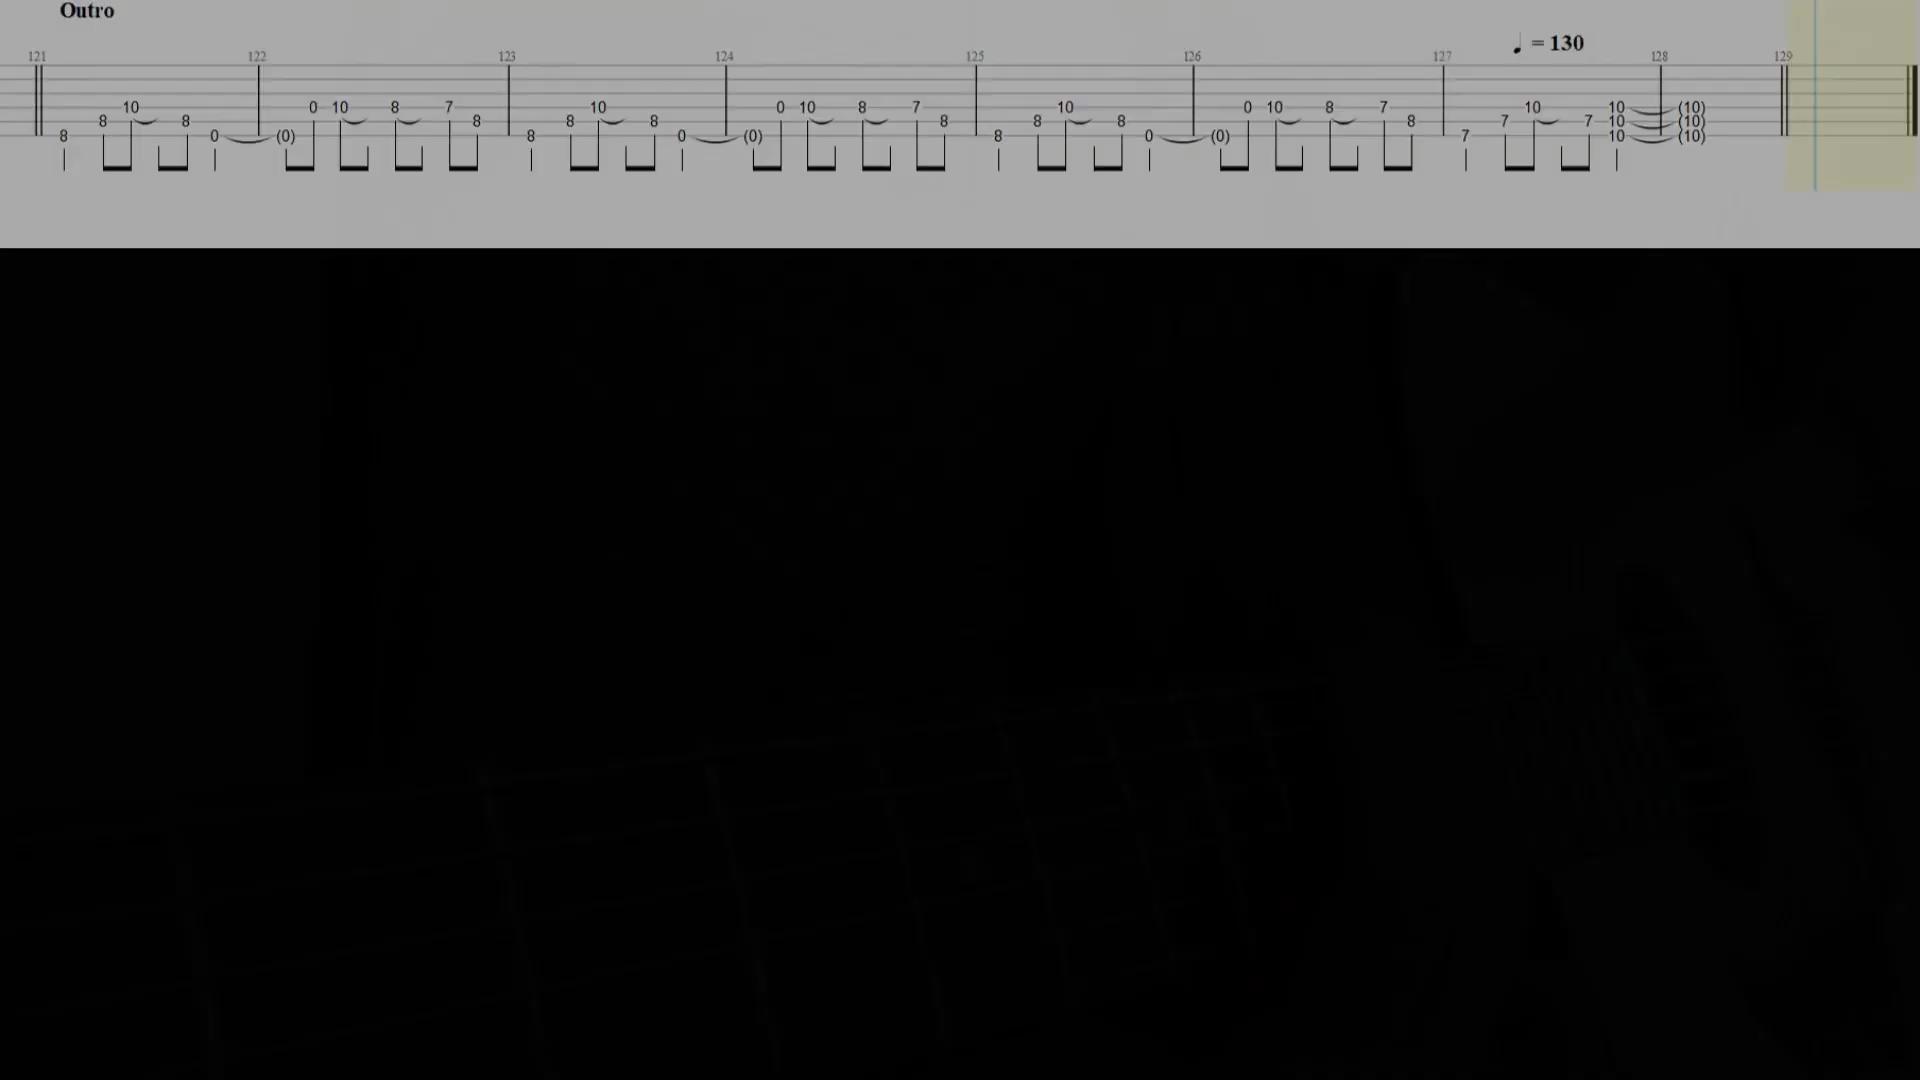 Outro
♩ = 130
121 122 123 124 125 126 127 128 129
10 0 10 8 7 10 0 10 8 7 10 0 10 8 7 10 10 (10)
8 8 8 8 8 8 8 8 8 7 7 10 (10)
8 0 (0) 8 0 (0) 8 0 (0) 7 10 (10)